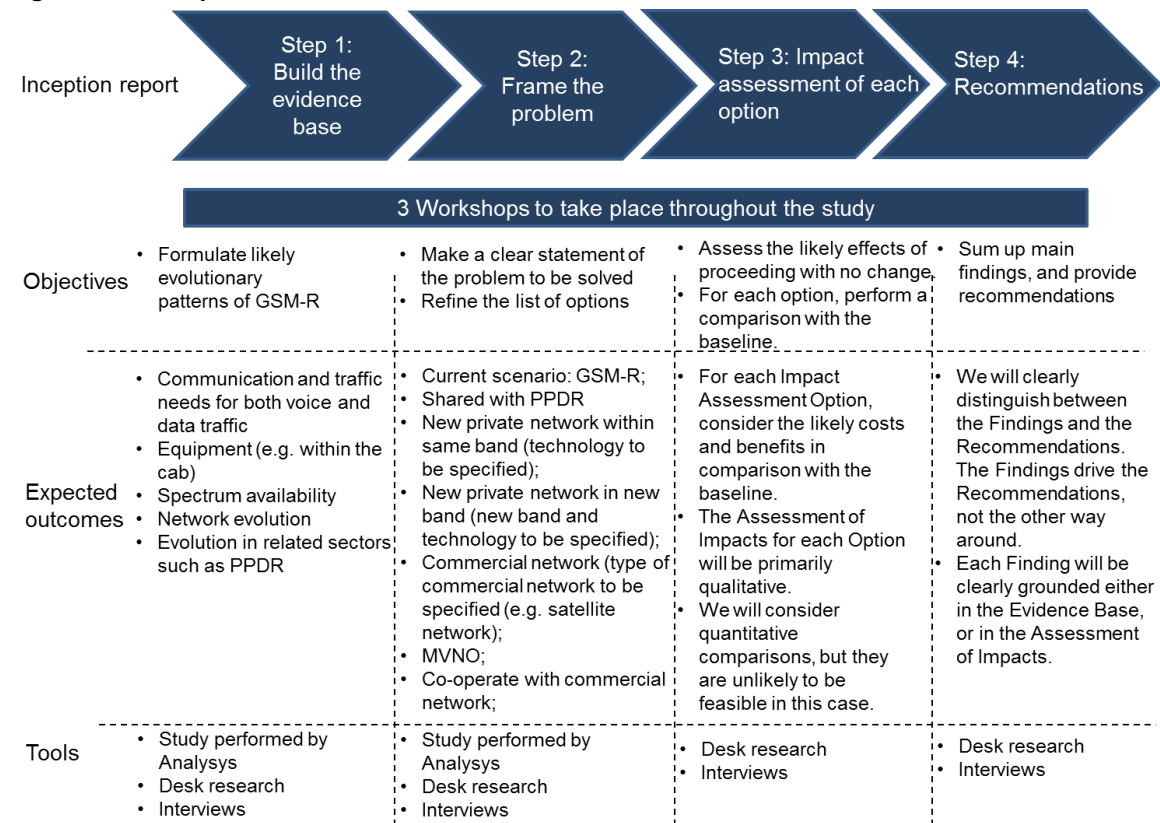 Inception report
Step 1:
Build the
evidence
base
Step 2:
Frame the
problem
Step 3: Impact
assessment of each
option
Step 4:
Recommendations
3 Workshops to take place throughout the study
Objectives
• Formulate likely
evolutionary
patterns of GSM-R
• Make a clear statement of
the problem to be solved
• Refine the list of options
• Assess the likely effects of
proceeding with no change.
• For each option, perform a
comparison with the
baseline.
• Sum up main
findings, and provide
recommendations
Expected
outcomes
• Communication and traffic
needs for both voice and
data traffic
• Equipment (e.g. within the
cab)
• Spectrum availability
• Network evolution
• Evolution in related sectors
such as PPDR
• Current scenario: GSM-R;
• Shared with PPDR
• New private network within
same band (technology to
be specified);
• New private network in new
band (new band and
technology to be specified);
• Commercial network (type of
commercial network to be
specified (e.g. satellite
network);
• MVNO;
• Co-operate with commercial
network;
• For each Impact
Assessment Option,
consider the likely costs
and benefits in
comparison with the
baseline.
• The Assessment of
Impacts for each Option
will be primarily
qualitative.
• We will consider
quantitative
comparisons, but they
are unlikely to be
feasible in this case.
• We will clearly
distinguish between
the Findings and the
Recommendations.
The Findings drive the
Recommendations,
not the other way
around.
• Each Finding will be
clearly grounded either
in the Evidence Base,
or in the Assessment
of Impacts.
Tools
• Study performed by
Analysys
• Desk research
• Interviews
• Study performed by
Analysys
• Desk research
• Interviews
• Desk research
• Interviews
• Desk research
• Interviews